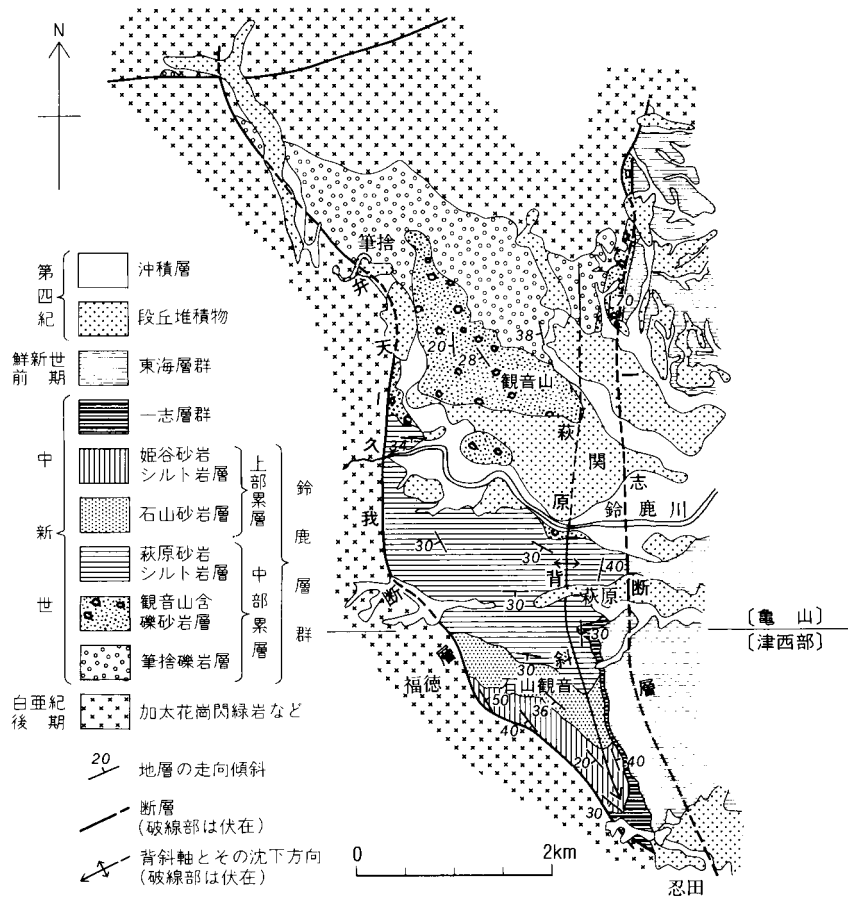 N
第四紀
沖積層
段丘堆積物
鮮新世前期
東海層群
中新世
一志層群
姫谷砂岩
シルト岩層
石山砂岩層
上部累層
萩原砂岩
シルト岩層
観音山含
礫砂岩層
筆捨礫岩層
中部累層
鈴鹿層群
白亜紀
後期
加太花崗閃緑岩など
20
地層の走向傾斜
断層
(破線部は伏在)
背斜軸とその沈下方向
(破線部は伏在)
0 2km
筆捨
弁天久我断層
20
28
38
観音山
70
34
萩原背斜
関
一志断層
鈴鹿川
30
30
40
萩原
30
30
〔亀山〕
〔津西部〕
30
石山観音
福徳
50
36
40
20
40
30
忍田